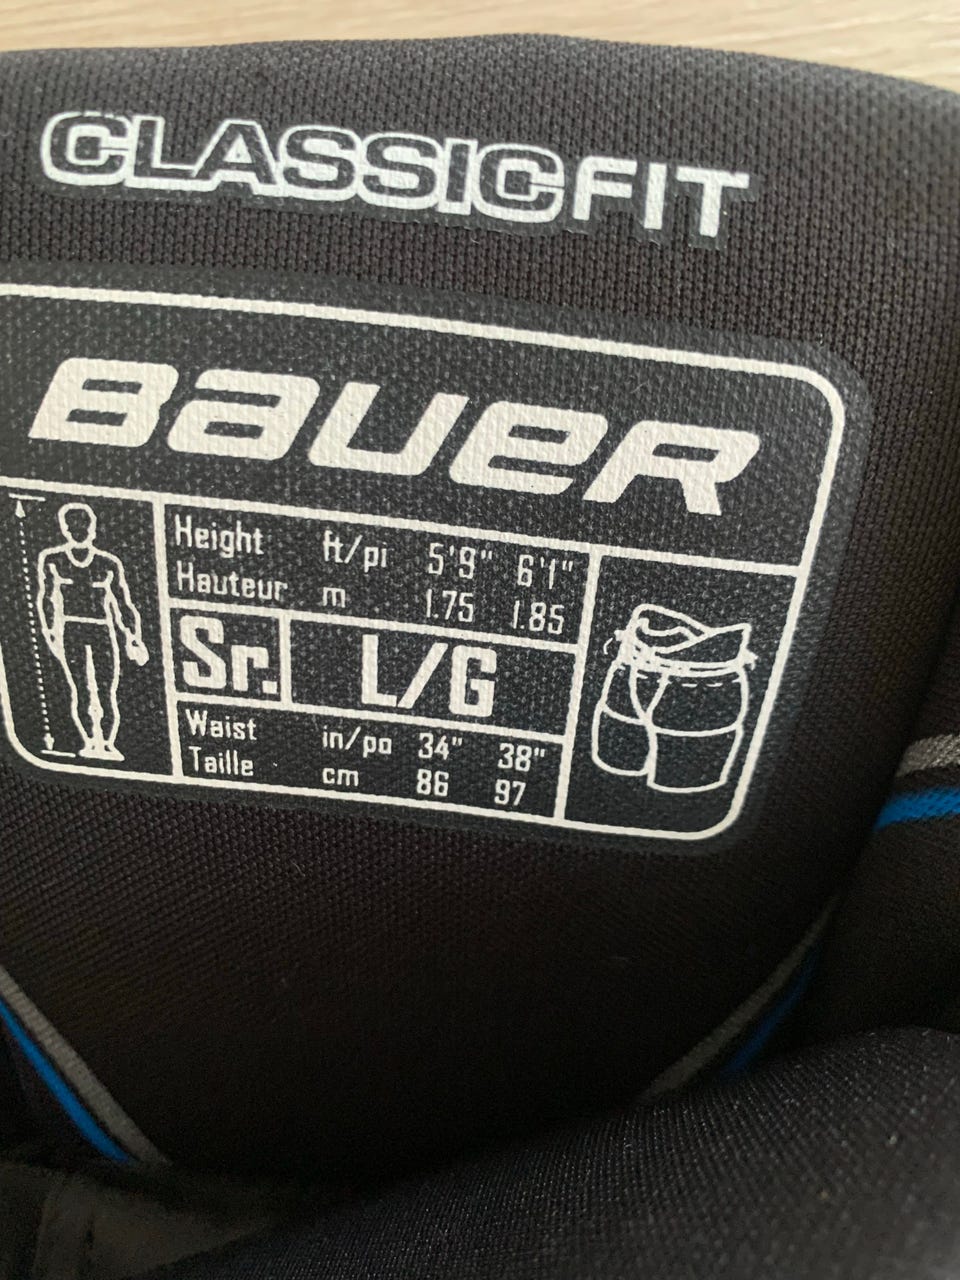 CLASSICFIT
BAUER
Height ft/pi 5'9" 6'1"
Hauteur m 1.75 1.85
Sr. L/G
Waist in/po 34" 38"
Taille cm 86 97